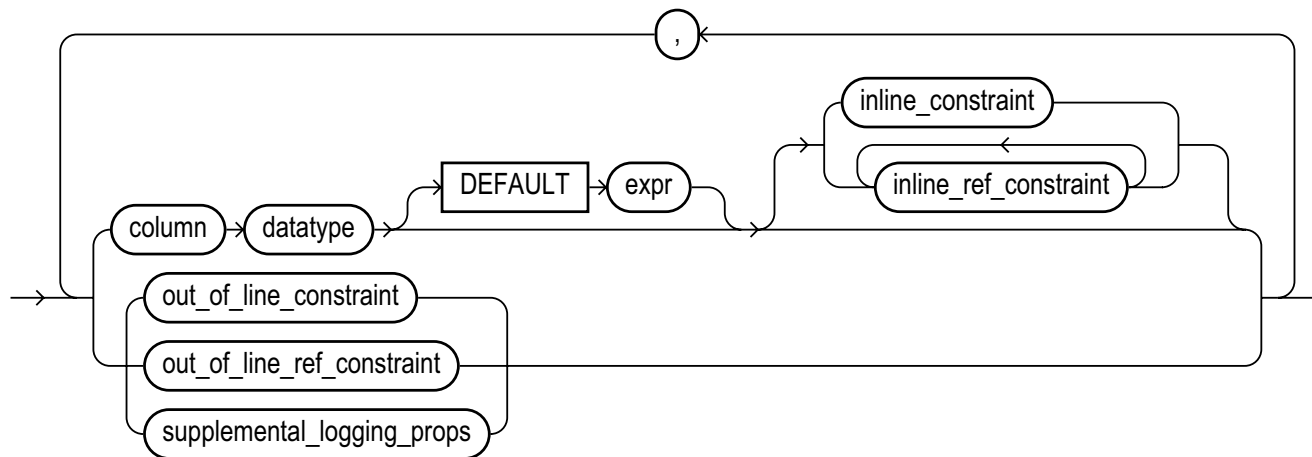 ,
inline_constraint
inline_ref_constraint
DEFAULT expr
column datatype
out_of_line_constraint
out_of_line_ref_constraint
supplemental_logging_props